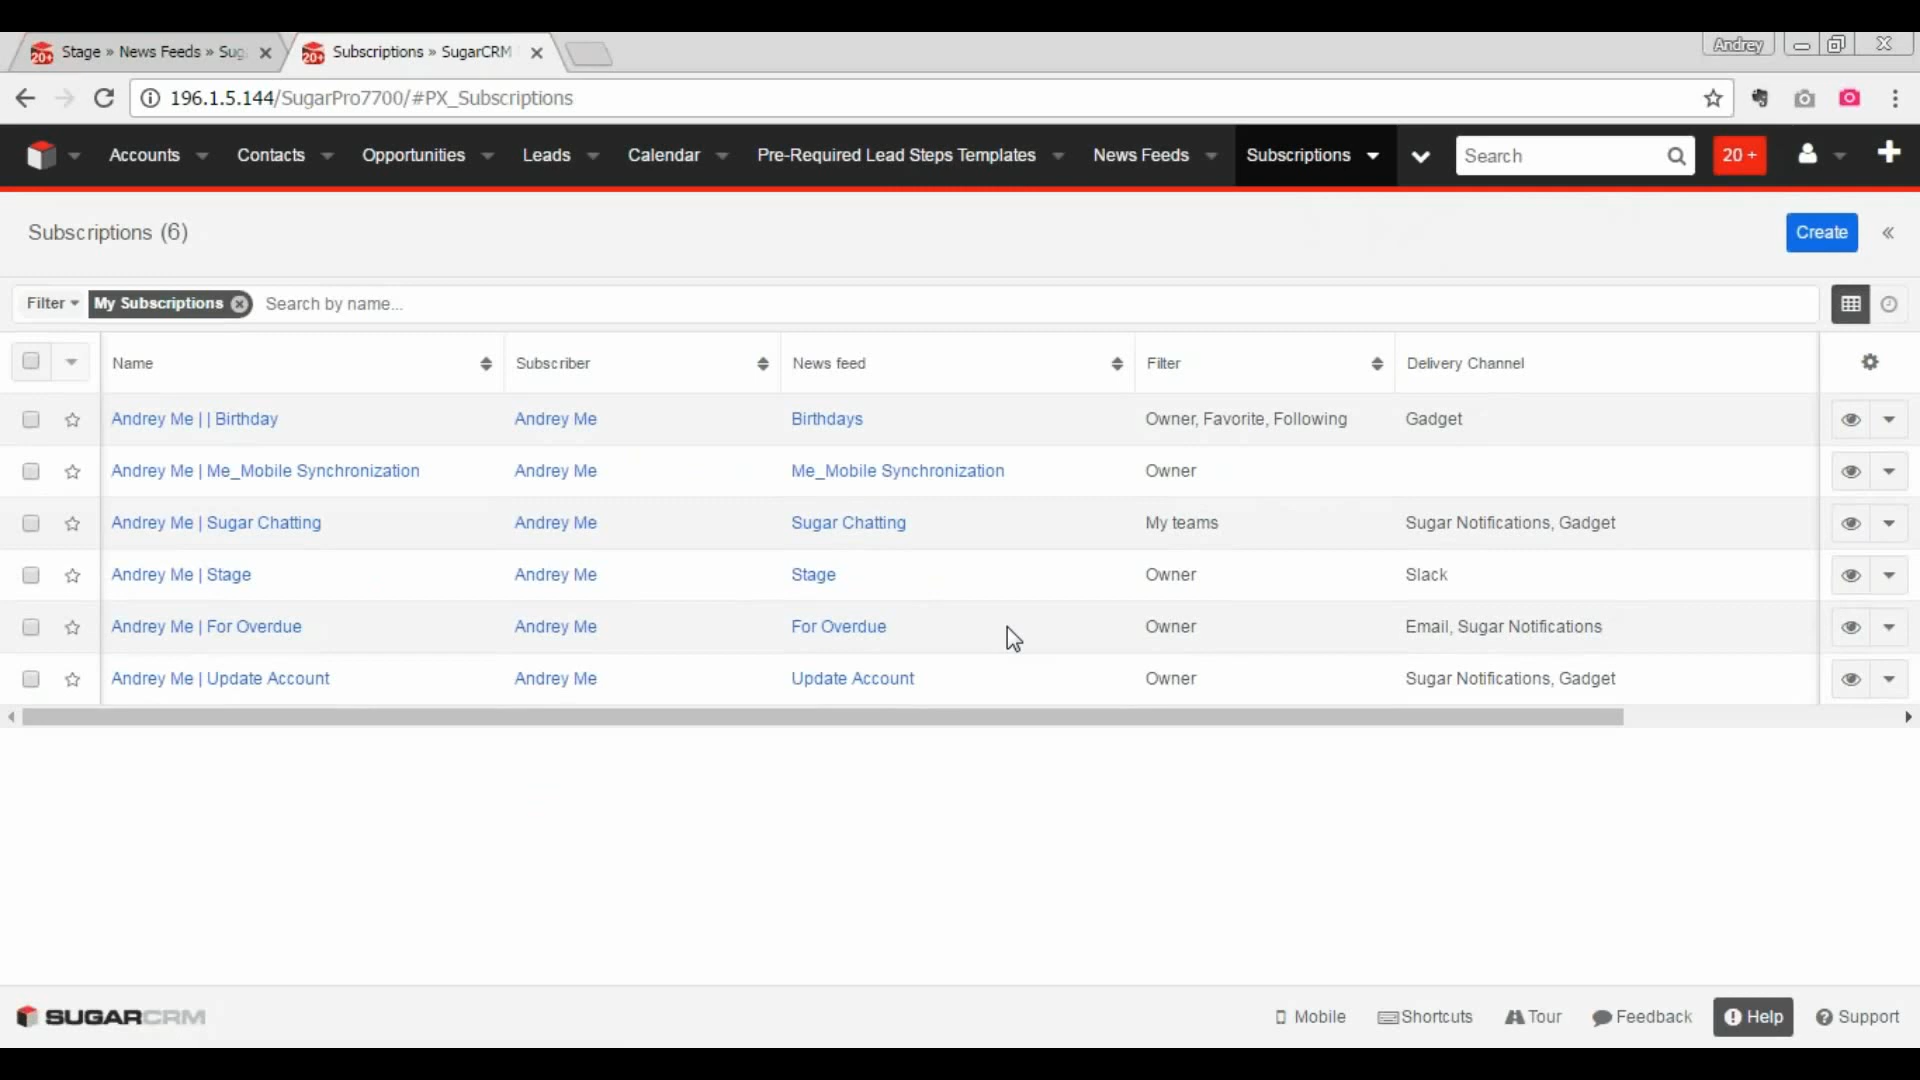 Stage » News Feeds » Sug
Subscriptions » SugarCRM
Andrey
196.1.5.144/SugarPro7700/#PX_Subscriptions
Accounts Contacts Opportunities Leads Calendar Pre-Required Lead Steps Templates News Feeds Subscriptions Search 20 +
Subscriptions (6) Create
Filter My Subscriptions Search by name...
Name Subscriber News feed Filter Delivery Channel
Andrey Me | | Birthday Andrey Me Birthdays Owner, Favorite, Following Gadget
Andrey Me | Me_Mobile Synchronization Andrey Me Me_Mobile Synchronization Owner
Andrey Me | Sugar Chatting Andrey Me Sugar Chatting My teams Sugar Notifications, Gadget
Andrey Me | Stage Andrey Me Stage Owner Slack
Andrey Me | For Overdue Andrey Me For Overdue Owner Email, Sugar Notifications
Andrey Me | Update Account Andrey Me Update Account Owner Sugar Notifications, Gadget
SUGARCRM Mobile Shortcuts Tour Feedback Help Support